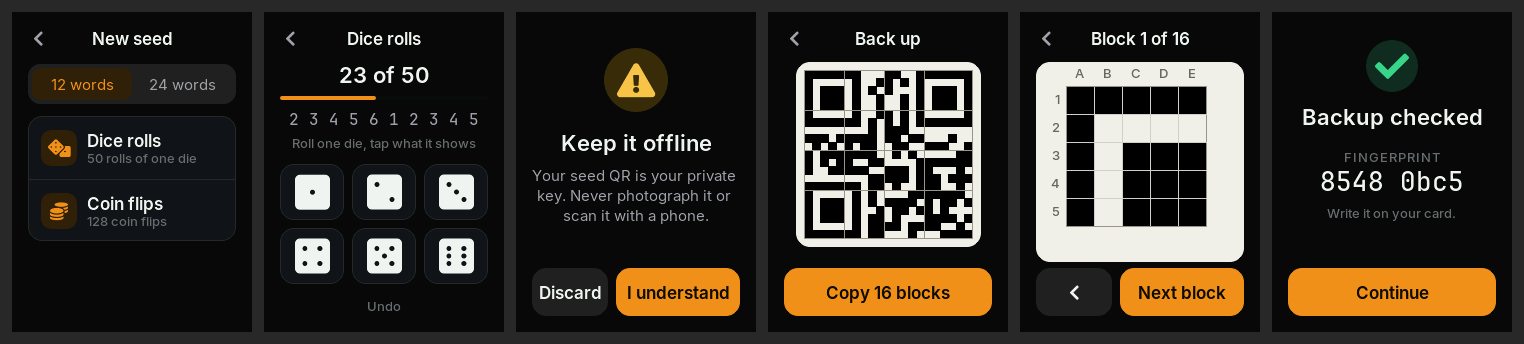 New seed
12 words 24 words
Dice rolls
50 rolls of one die
Coin flips
128 coin flips
Dice rolls
23 of 50
2 3 4 5 6 1 2 3 4 5
Roll one die, tap what it shows
Undo
Keep it offline
Your seed QR is your private
key. Never photograph it or
scan it with a phone.
Discard I understand
Back up
Copy 16 blocks
Block 1 of 16
A B C D E
1
2
3
4
5
Next block
Backup checked
FINGERPRINT
8548 0bc5
Write it on your card.
Continue